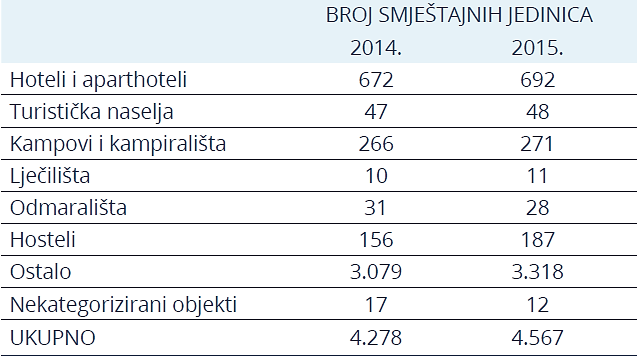 BROJ SMJEŠTAJNIH JEDINICA
2014. 2015.
Hoteli i aparthoteli 672 692
Turistička naselja 47 48
Kampovi i kampirališta 266 271
Lječilišta 10 11
Odmarališta 31 28
Hosteli 156 187
Ostalo 3.079 3.318
Nekategorizirani objekti 17 12
UKUPNO 4.278 4.567